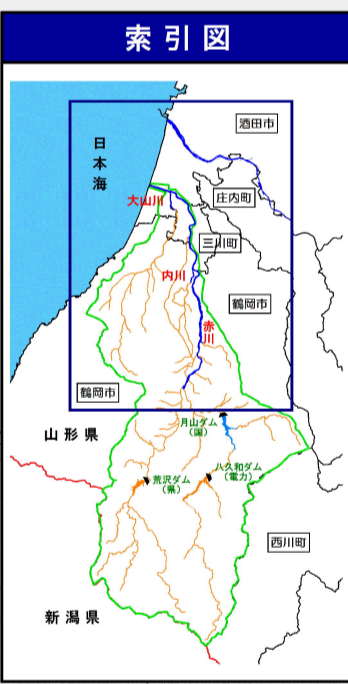 索引図
酒田市
日本海
庄内町
大山川
三川町
内川
鶴岡市
赤川
鶴岡市
月山ダム
(国)
山形県
八久和ダム
(電力)
荒沢ダム
(県)
西川町
新潟県